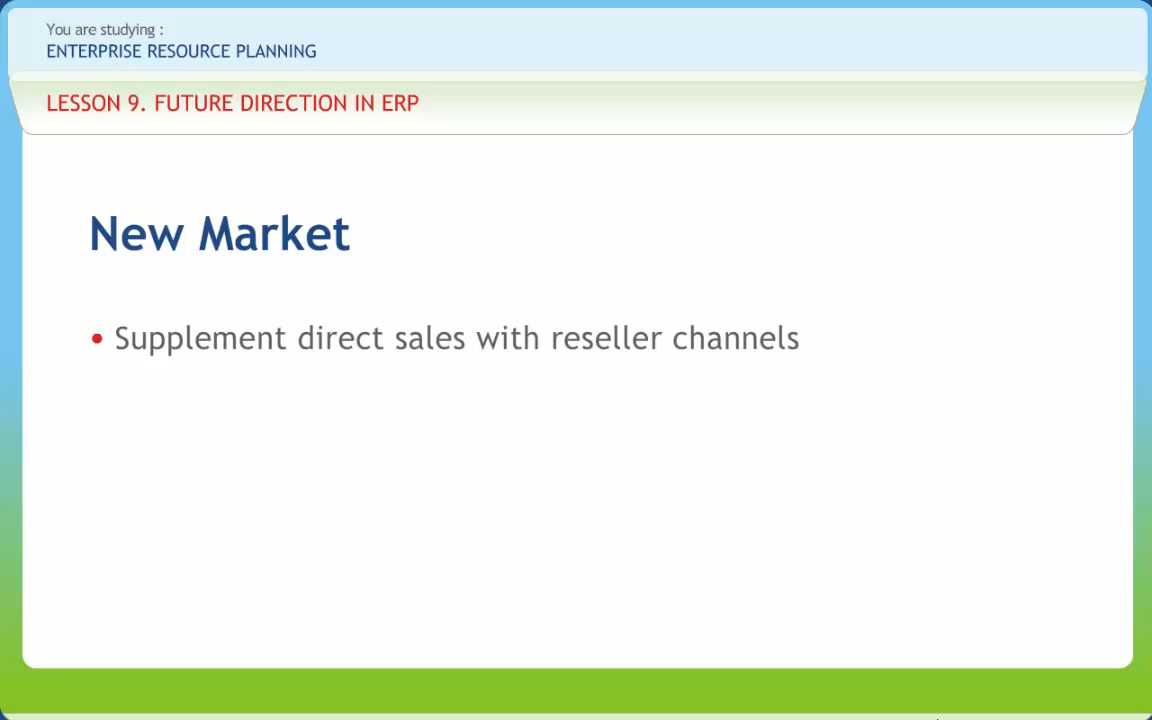 You are studying :
ENTERPRISE RESOURCE PLANNING
LESSON 9. FUTURE DIRECTION IN ERP
New Market
• Supplement direct sales with reseller channels